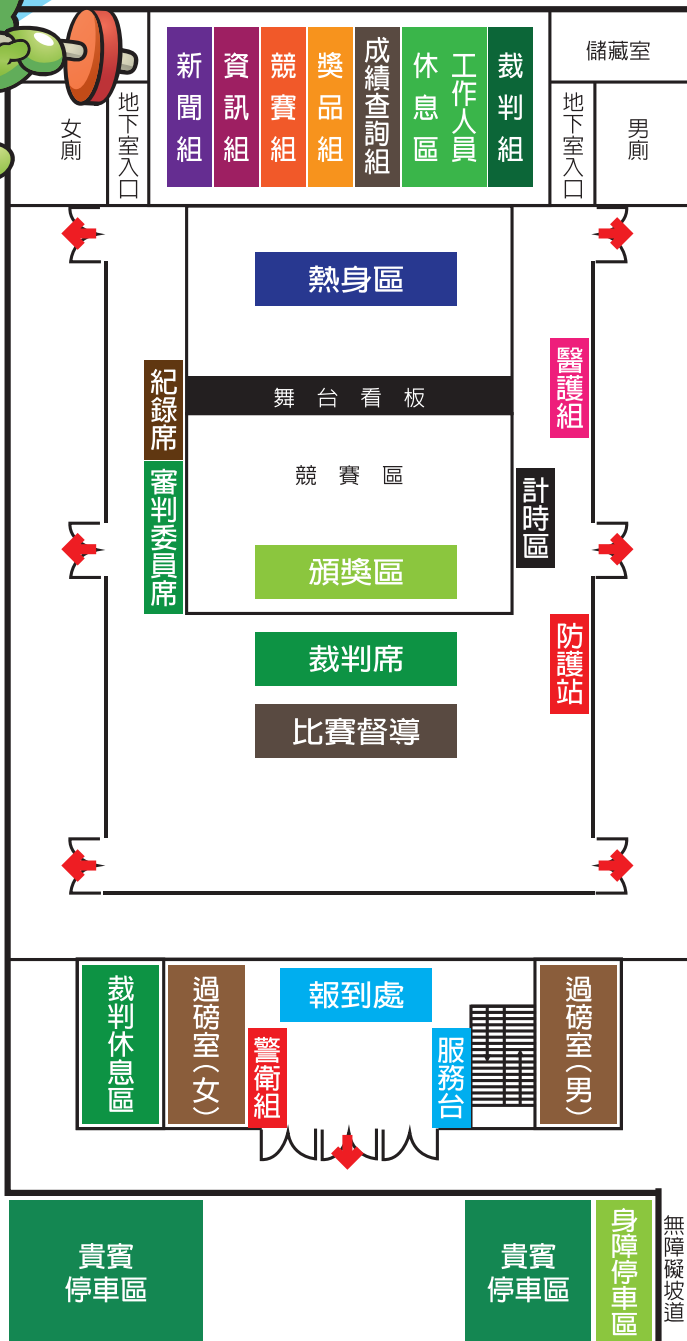 新聞組
資訊組
競賽組
獎品組
成績查詢組
工作人員
休息區
裁判組
儲藏室
女廁
地下室入口
地下室入口
男廁
熱身區
醫護組
紀錄席
舞台看板
競賽區
審判委員席
計時區
頒獎區
裁判席
防護站
比賽督導
裁判休息區
過磅室(女)
報到處
過磅室(男)
警衛組
服務台
貴賓
停車區
貴賓
停車區
身障停車區
無障礙坡道